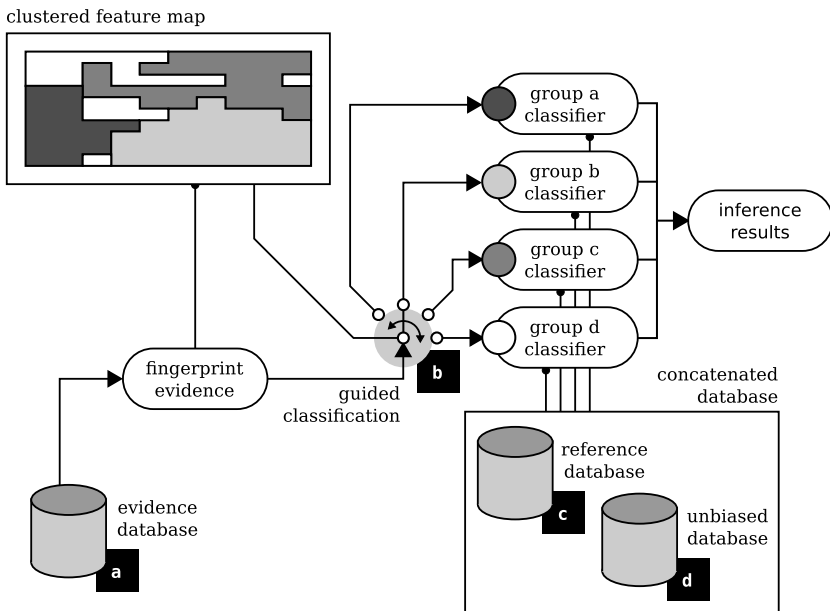 clustered feature map
group a
classifier
group b
classifier
group c
classifier
group d
classifier
inference
results
fingerprint
evidence
guided
classification
b
concatenated
database
evidence
database
a
reference
database
c
unbiased
database
d